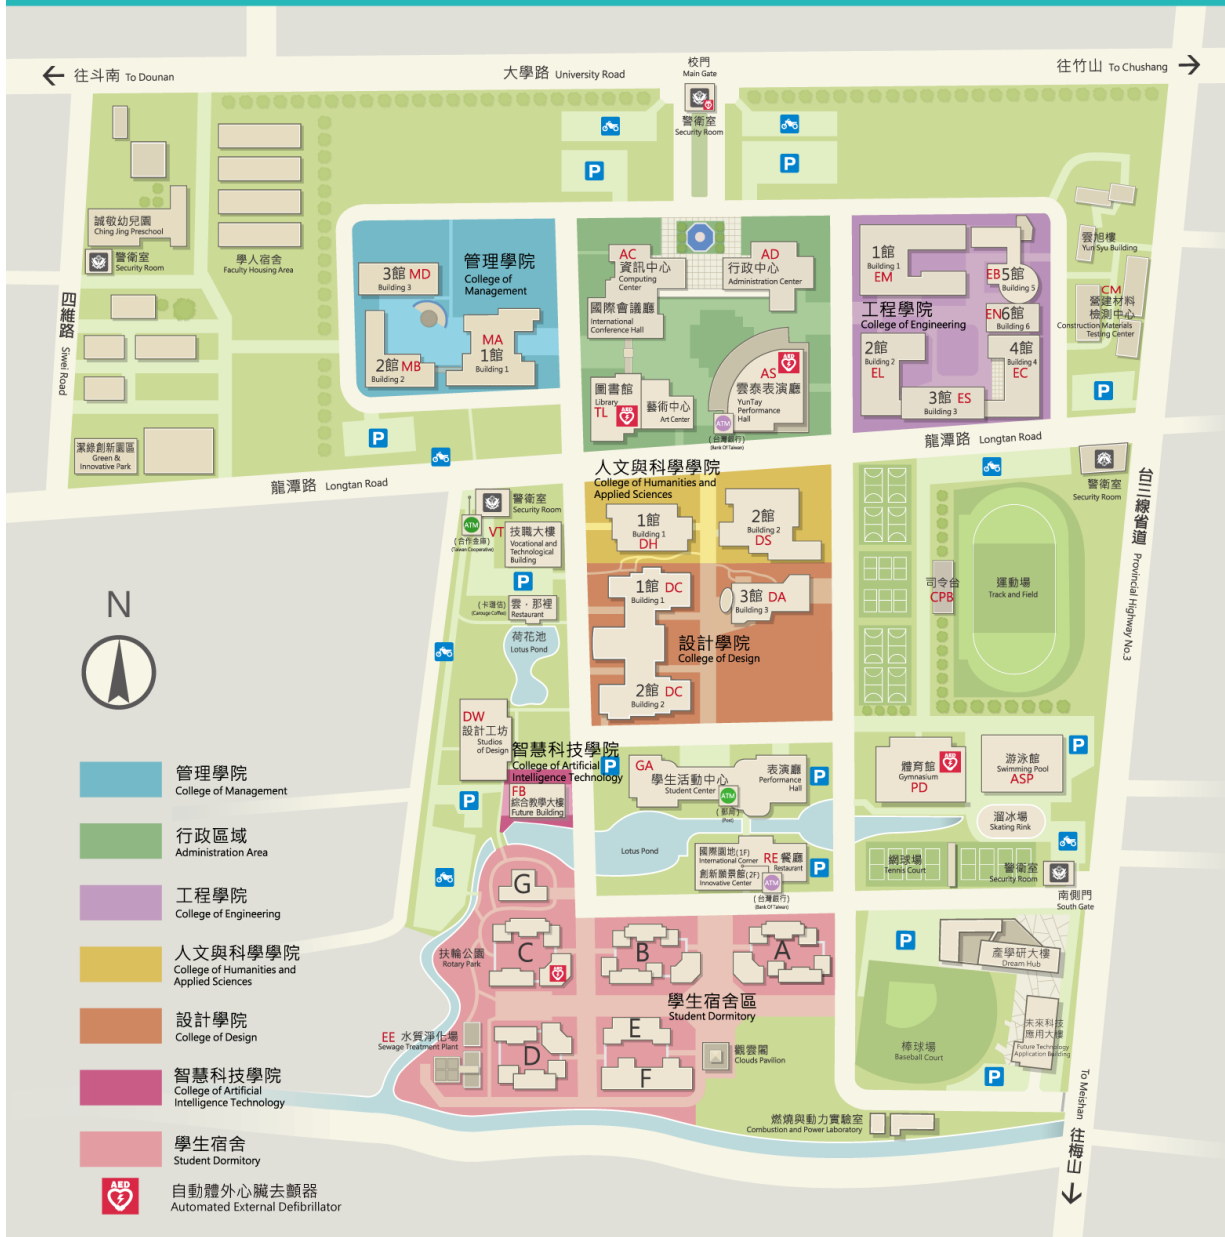 往斗南 To Dounan
大學路 University Road
校門
Main Gate
往竹山 To Chushang
警衛室
Security Room
P
P
誠敬幼兒園
Ching Jing Preschool
警衛室
Security Room
學人宿舍
Faculty Housing Area
四維路 Siwei Road
潔綠創新園區
Green &
Innovative Park
管理學院
College of
Management
3館 MD
Building 3
MA
1館
Building 1
2館 MB
Building 2
P
AC
資訊中心
Computing
Center
AD
行政中心
Administration Center
國際會議廳
International
Conference Hall
圖書館
Library
TL
AED
藝術中心
Art Center
AED
AS
雲泰表演廳
YunTay
Performance
Hall
ATM
(台灣銀行)
(Bank Of Taiwan)
1館
Building 1
EM
EB 5館
Building 5
工程學院
College of Engineering
EN 6館
Building 6
2館
Building 2
EL
4館
Building 4
EC
3館 ES
Building 3
雲旭樓
Yun Syu Building
CM
營建材料
檢測中心
Construction Materials
Testing Center
P
龍潭路 Longtan Road
龍潭路 Longtan Road
警衛室
Security Room
台三線省道 Provincial Highway No.3
人文與科學學院
College of Humanities and
Applied Sciences
1館
Building 1
DH
2館
Building 2
DS
警衛室
Security Room
ATM
(合作金庫)
(Taiwan Cooperative)
VT 技職大樓
Vocational and
Technological
Building
P
(卡邇佶)
雲・那裡
Restaurant
荷花池
Lotus Pond
1館 DC
Building 1
3館 DA
Building 3
設計學院
College of Design
2館 DC
Building 2
司令台
CPB
運動場
Track and Field
N
DW
設計工坊
Studios
of Design
智慧科技學院
College of Artificial
Intelligence Technology
P
FB
綜合教學大樓
Future Building
P
GA
學生活動中心
Student Center
表演廳
Performance
Hall
P
ATM
(郵局)
(Post)
體育館
Gymnasium
PD
AED
游泳館
Swimming Pool
ASP
P
溜冰場
Skating Rink
Lotus Pond
國際園地(1F)
International Corner
創新願景館(2F)
Innovative Center
RE 餐廳
Restaurant
P
ATM
(台灣銀行)
(Bank Of Taiwan)
網球場
Tennis Court
警衛室
Security Room
南側門
South Gate
G
扶輪公園
Rotary Park
C
AED
B
A
學生宿舍區
Student Dormitory
EE 水質淨化場
Sewage Treatment Plant
D
E
F
觀雲閣
Clouds Pavilion
P
產學研大樓
Dream Hub
未來科技
應用大樓
Future Technology
Application Building
棒球場
Baseball Court
P
燃燒與動力實驗室
Combustion and Power Laboratory
To Meishan 往梅山
管理學院
College of Management
行政區域
Administration Area
工程學院
College of Engineering
人文與科學學院
College of Humanities and
Applied Sciences
設計學院
College of Design
智慧科技學院
College of Artificial
Intelligence Technology
學生宿舍
Student Dormitory
AED
自動體外心臟去顫器
Automated External Defibrillator